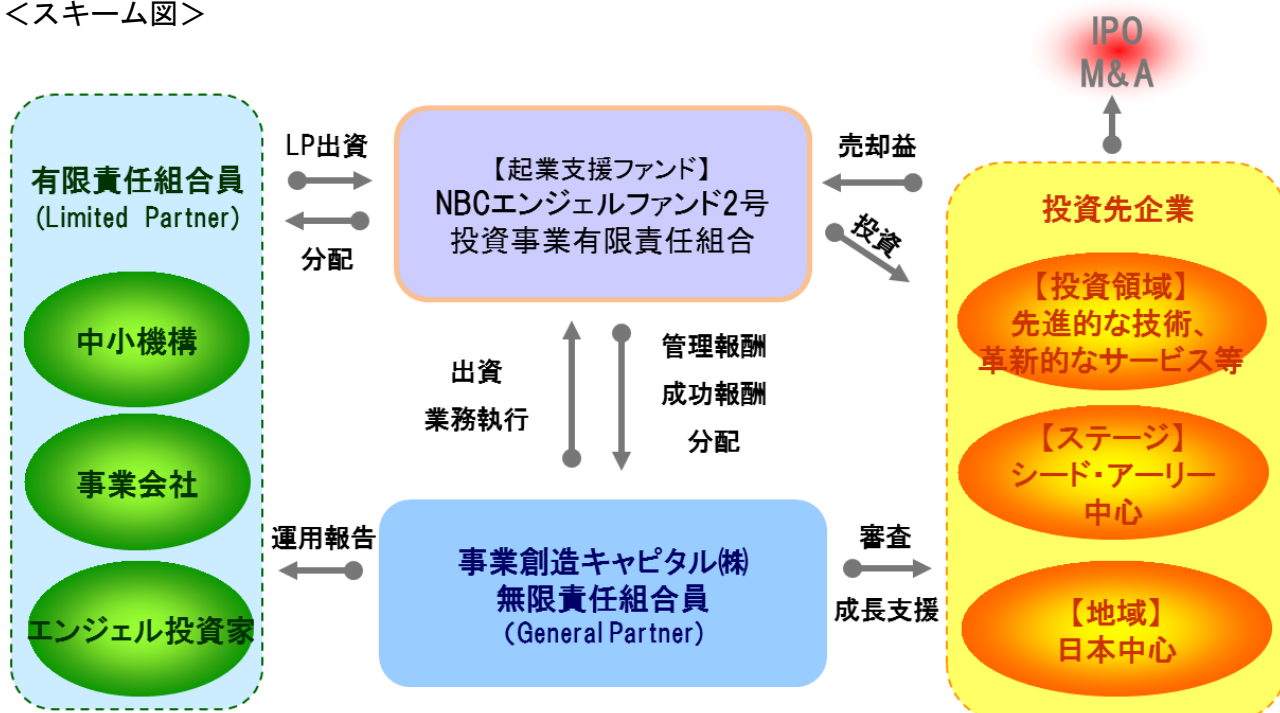 ＜スキーム図＞
IPO
M&A
有限責任組合員
(Limited Partner)
中小機構
事業会社
エンジェル投資家
LP出資
分配
【起業支援ファンド】
NBCエンジェルファンド2号
投資事業有限責任組合
売却益
投資
出資
業務執行
管理報酬
成功報酬
分配
運用報告
事業創造キャピタル㈱
無限責任組合員
（General Partner）
審査
成長支援
投資先企業
【投資領域】
先進的な技術、
革新的なサービス等
【ステージ】
シード・アーリー
中心
【地域】
日本中心